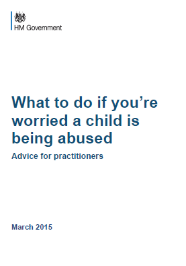 HM Government
What to do if you're
worried a child is
being abused
Advice for practitioners
March 2015